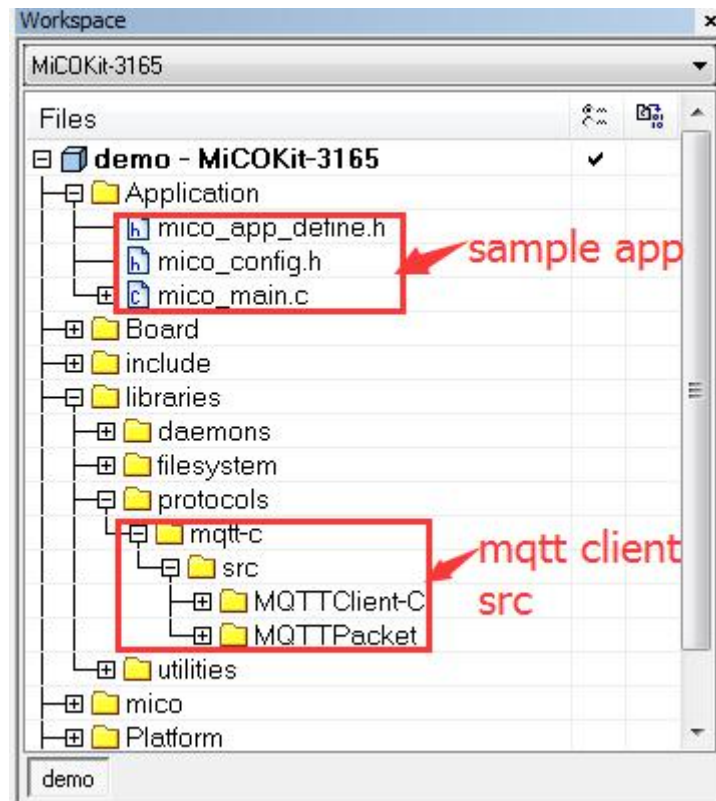 Workspace
x
MiCOKit-3165
Files
demo - MiCOKit-3165
Application
mico_app_define.h
mico_config.h
mico_main.c
sample app
Board
include
libraries
daemons
filesystem
protocols
mqtt-c
src
MQTTClient-C
MQTTPacket
mqtt client
src
utilities
mico
Platform
demo